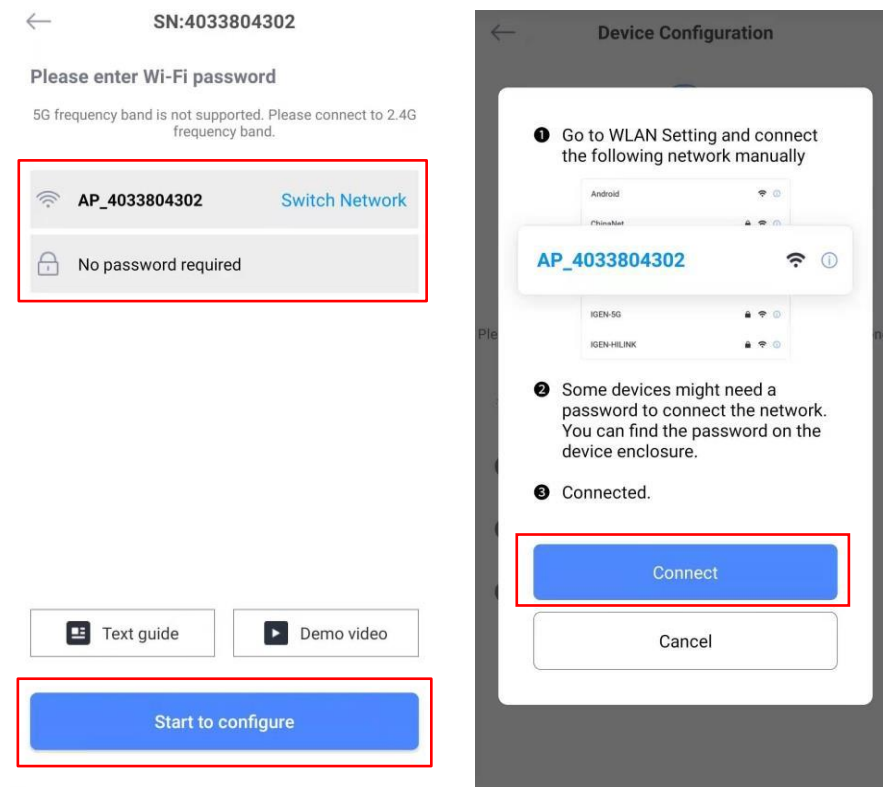 SN:4033804302
Please enter Wi-Fi password
5G frequency band is not supported. Please connect to 2.4G
frequency band.
AP_4033804302
Switch Network
No password required
Text guide
Demo video
Start to configure
Device Configuration
❶ Go to WLAN Setting and connect
the following network manually
Android
ChinaNet
AP_4033804302
IGEN-5G
IGEN-HILINK
❷ Some devices might need a
password to connect the network.
You can find the password on the
device enclosure.
❸ Connected.
Connect
Cancel